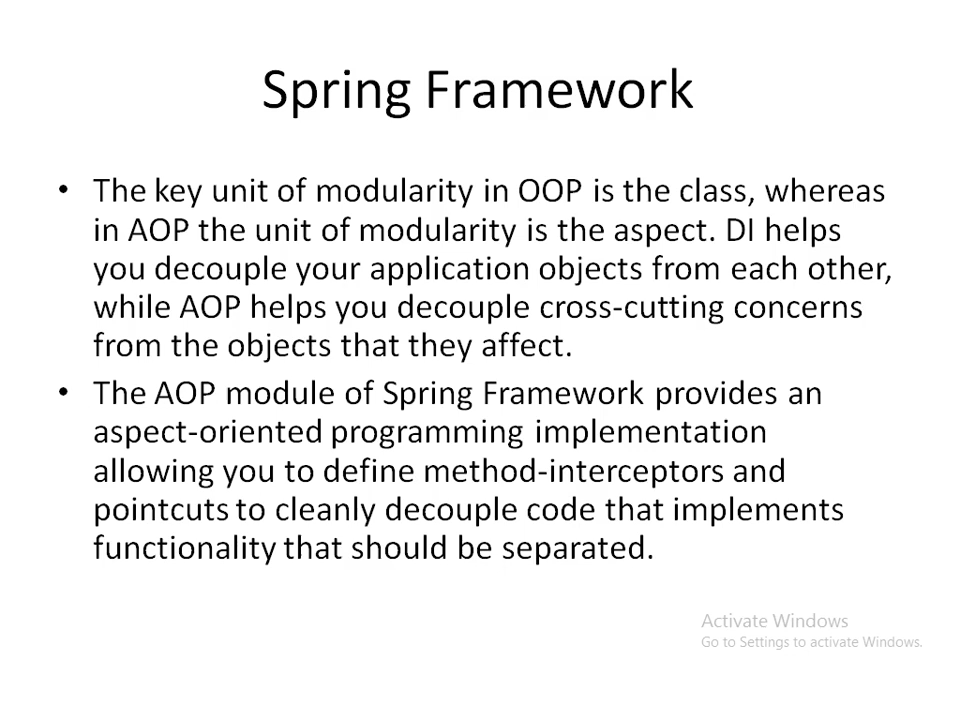 Spring Framework
• The key unit of modularity in OOP is the class, whereas
in AOP the unit of modularity is the aspect. DI helps
you decouple your application objects from each other,
while AOP helps you decouple cross-cutting concerns
from the objects that they affect.
• The AOP module of Spring Framework provides an
aspect-oriented programming implementation
allowing you to define method-interceptors and
pointcuts to cleanly decouple code that implements
functionality that should be separated.
Activate Windows
Go to Settings to activate Windows.